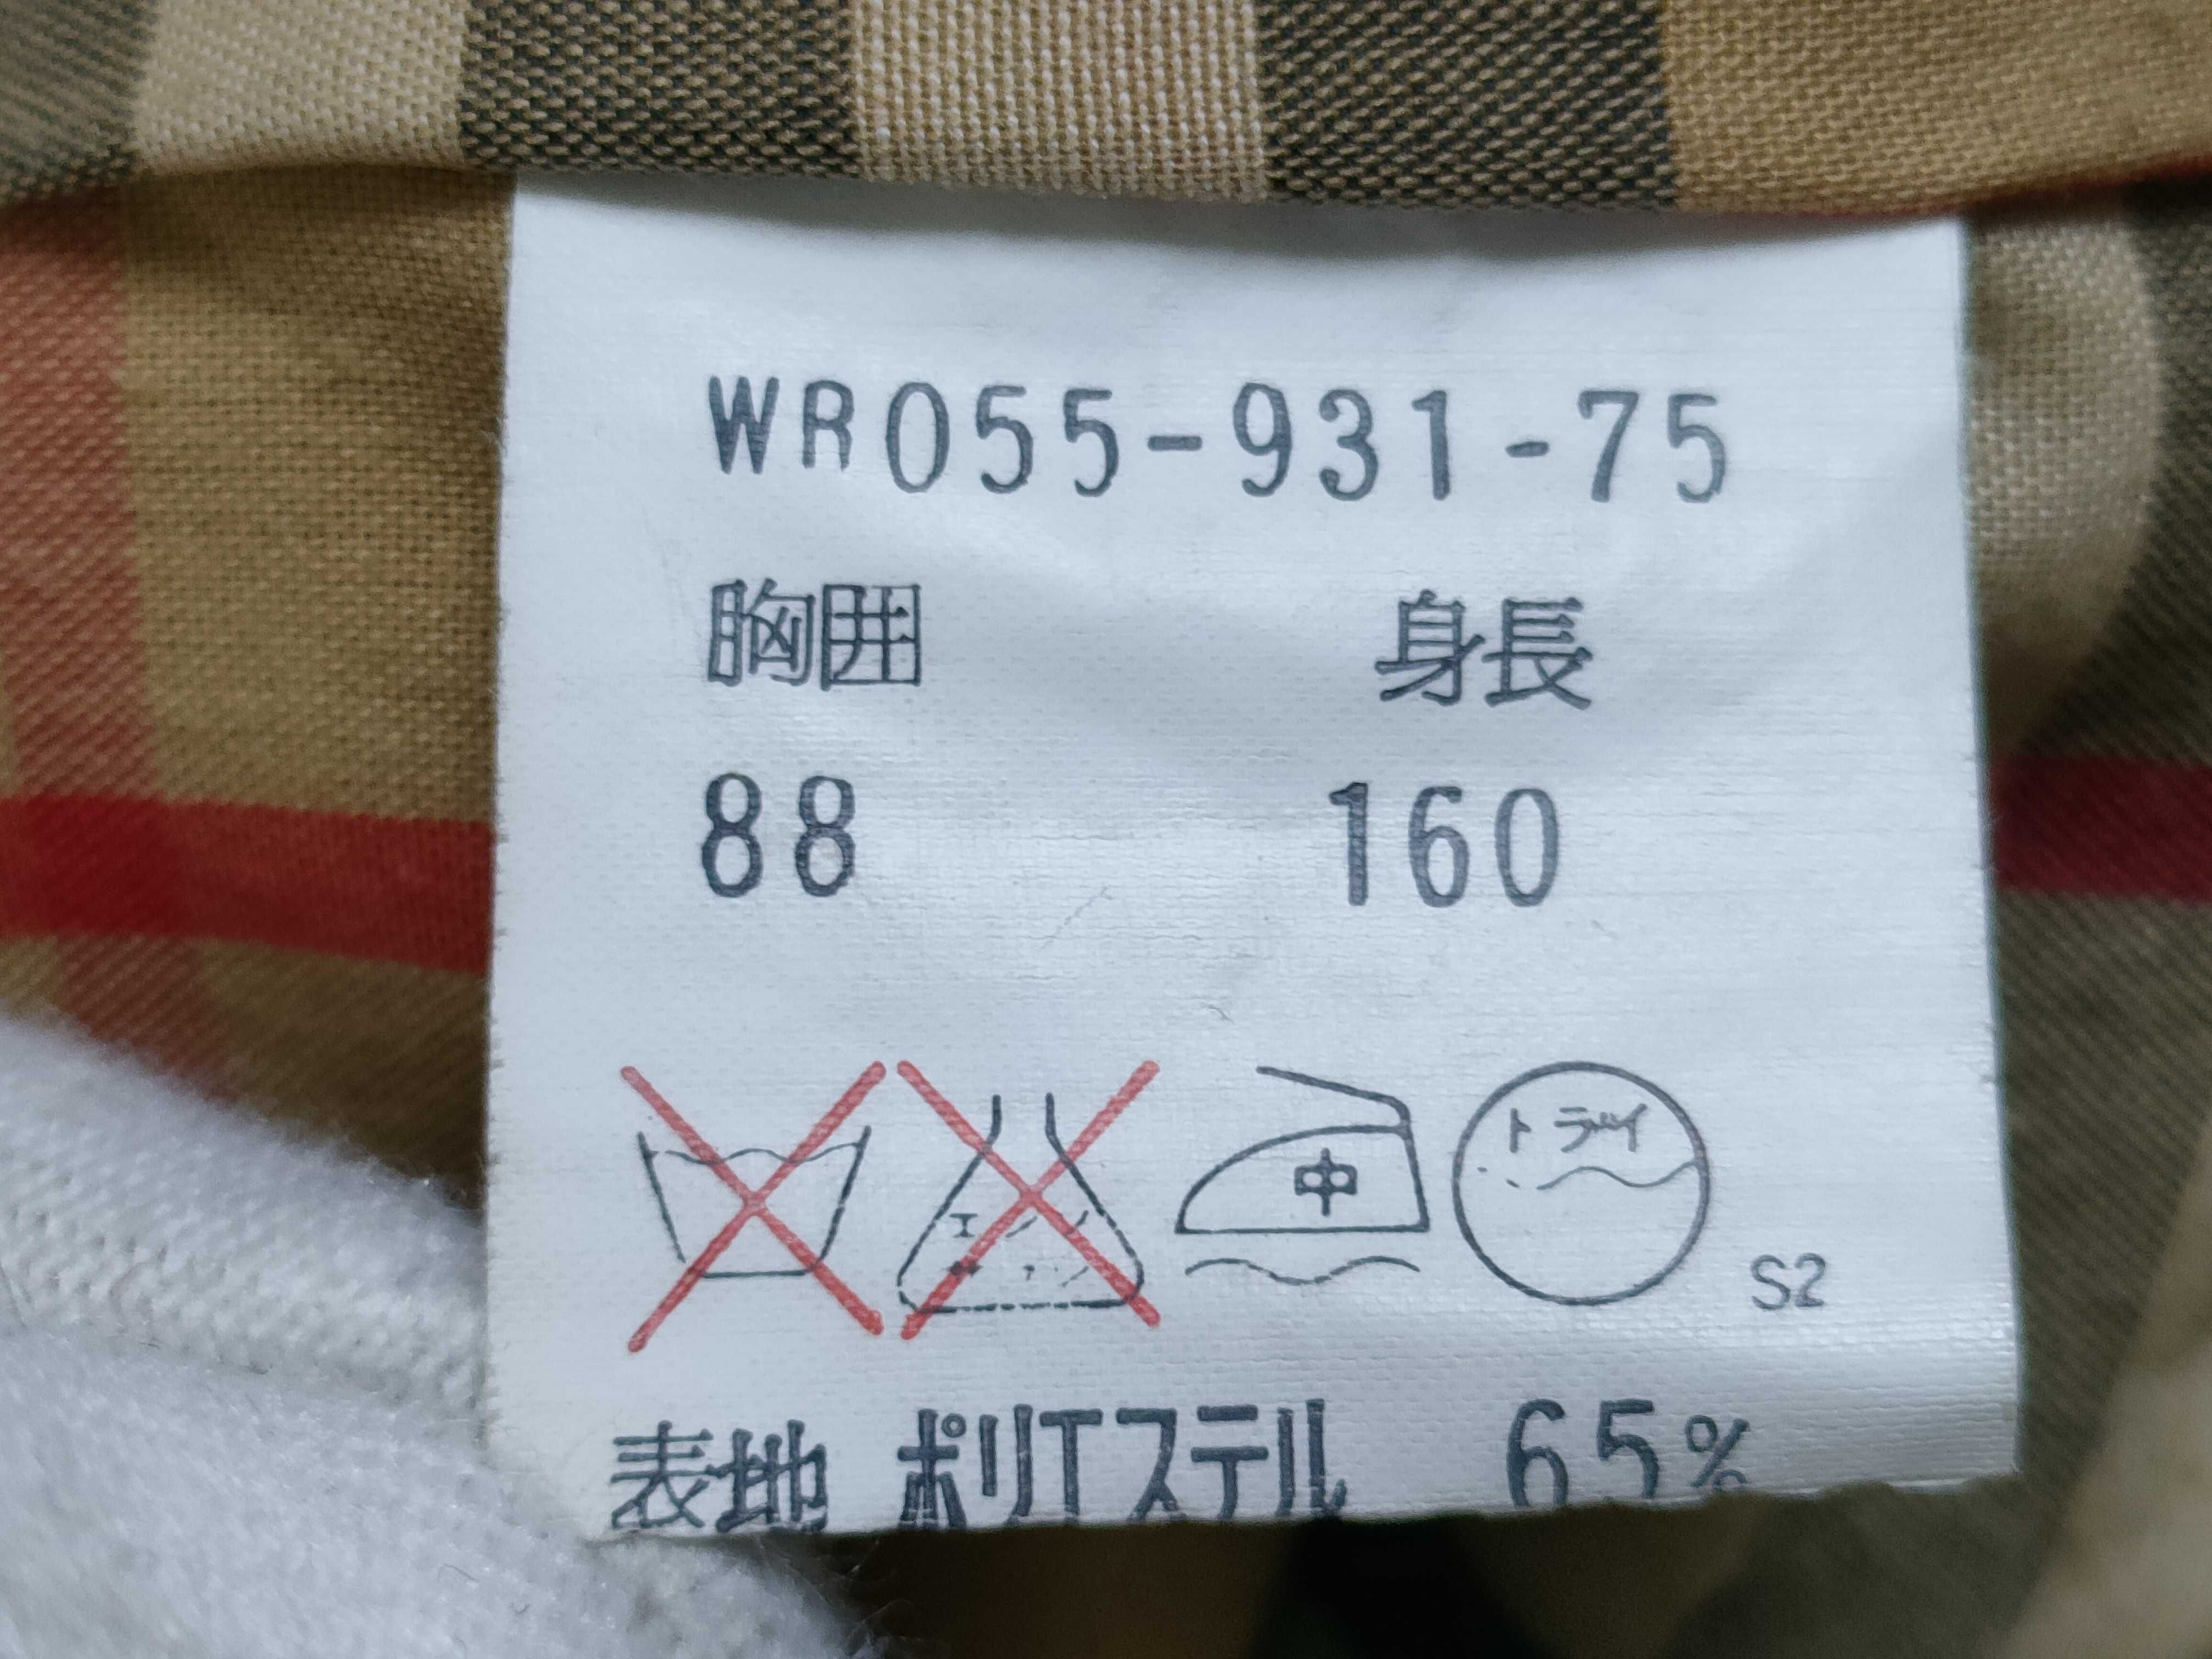 WR055-931-75
胸囲 身長
88 160
中 ドライ
S2
表地 ポリエステル 65%